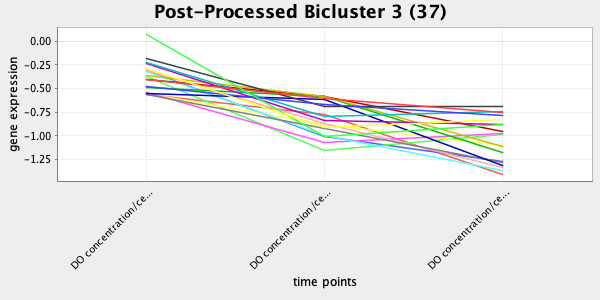 Post-Processed Bicluster 3 (37)
gene expression
0.00
−0.25
−0.50
−0.75
−1.00
−1.25
DO concentration/ce...
DO concentration/ce...
DO concentration/ce...
time points